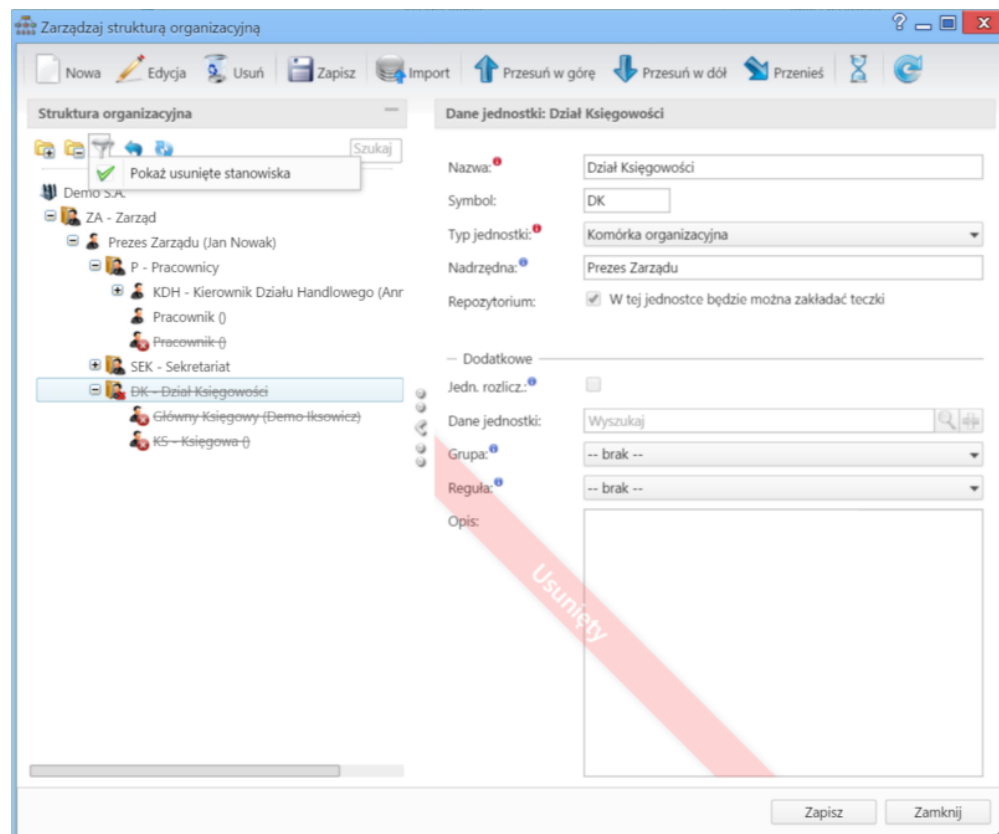 Zarządzaj strukturą organizacyjną
Nowa Edycja Usuń Zapisz Import Przesuń w górę Przesuń w dół Przenieś
Struktura organizacyjna
Szukaj
Pokaż usunięte stanowiska
Demo S.A.
ZA - Zarząd
Prezes Zarządu (Jan Nowak)
P - Pracownicy
KDH - Kierownik Działu Handlowego (Anr
Pracownik ()
Pracownik ()
SEK - Sekretariat
DK - Dział Księgowości
Główny Księgowy (Demo Iksowicz)
KS - Księgowa ()
Dane jednostki: Dział Księgowości
Nazwa: Dział Księgowości
Symbol: DK
Typ jednostki: Komórka organizacyjna
Nadrzędna: Prezes Zarządu
Repozytorium: W tej jednostce będzie można zakładać teczki
Dodatkowe
Jedn. rozlicz.:
Dane jednostki: Wyszukaj
Grupa: -- brak --
Reguła: -- brak --
Opis:
Usunięty
Zapisz Zamknij